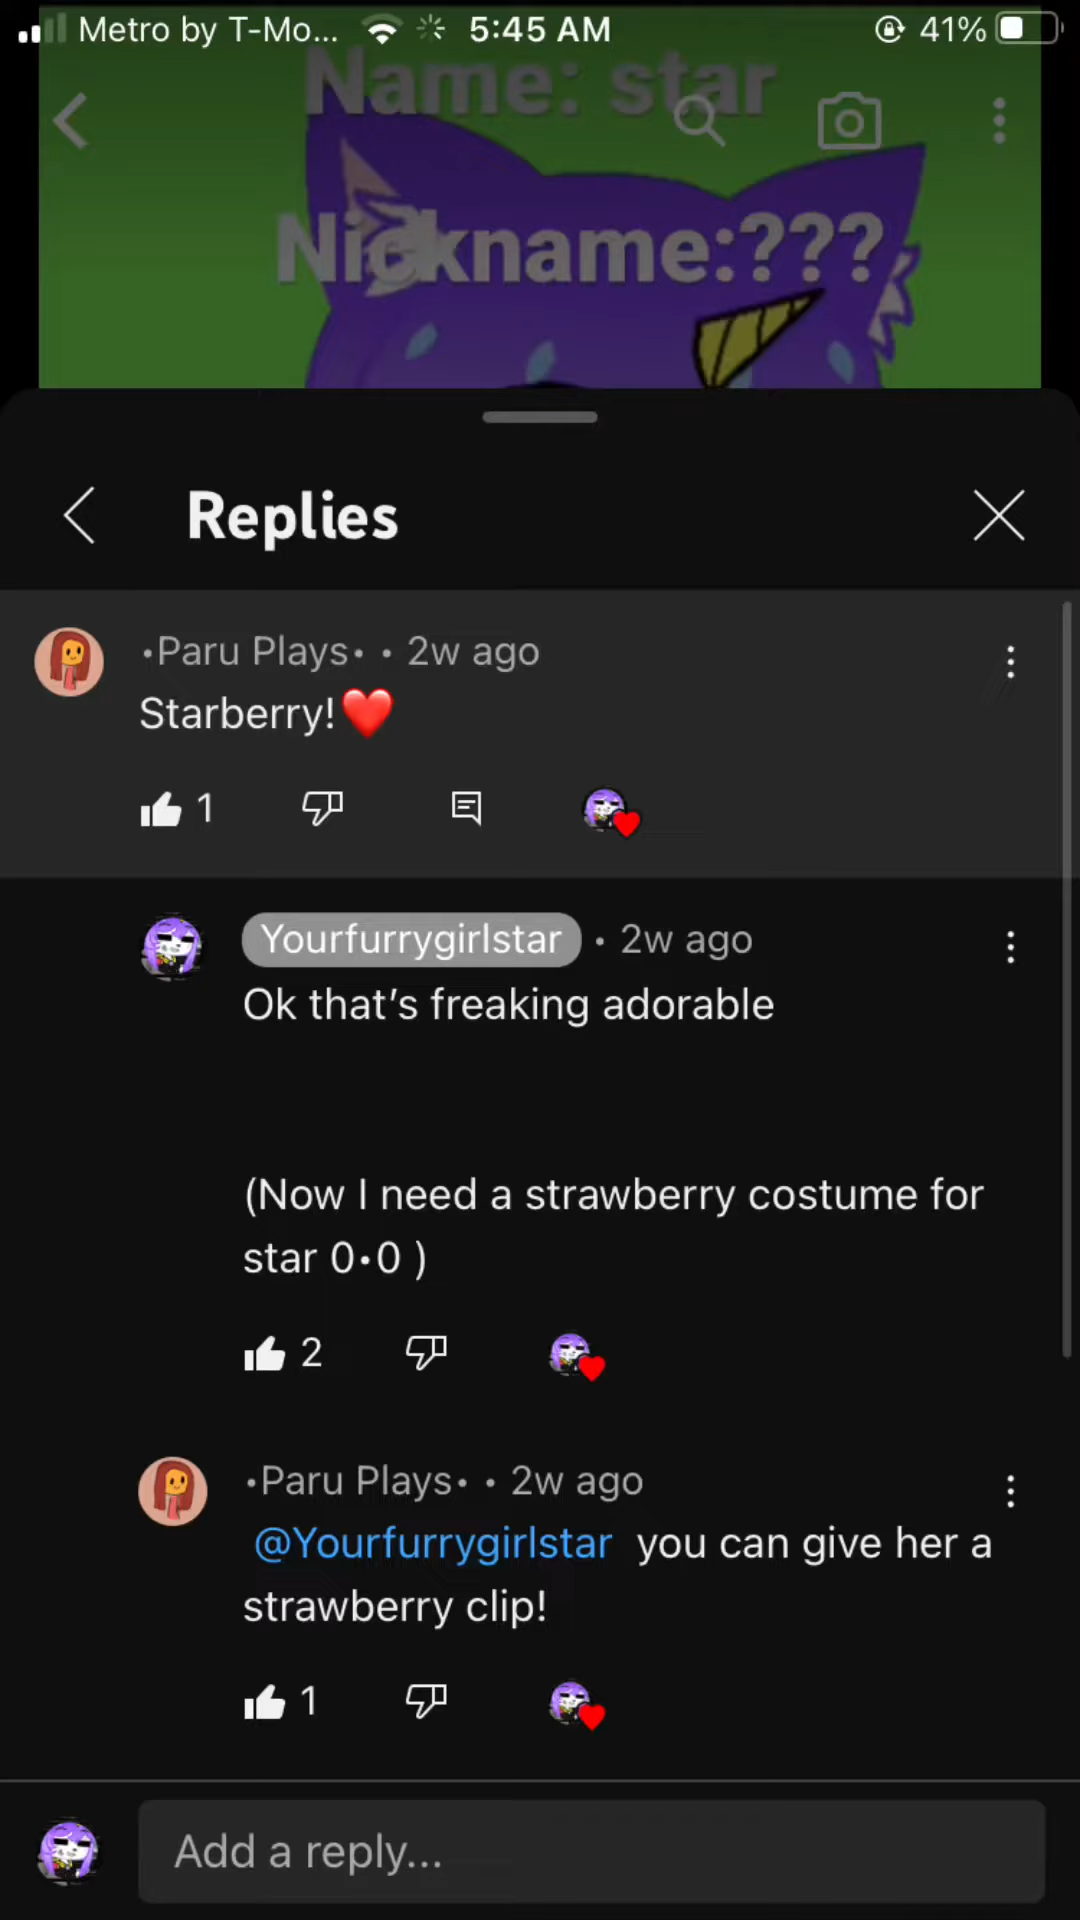 Metro by T-Mo... 5:45 AM 41%
Name: star
Nickname:???
Replies
•Paru Plays• • 2w ago
Starberry!❤️
1
Yourfurrygirlstar • 2w ago
Ok that's freaking adorable
(Now I need a strawberry costume for
star 0•0 )
2
•Paru Plays• • 2w ago
@Yourfurrygirlstar you can give her a
strawberry clip!
1
Add a reply...